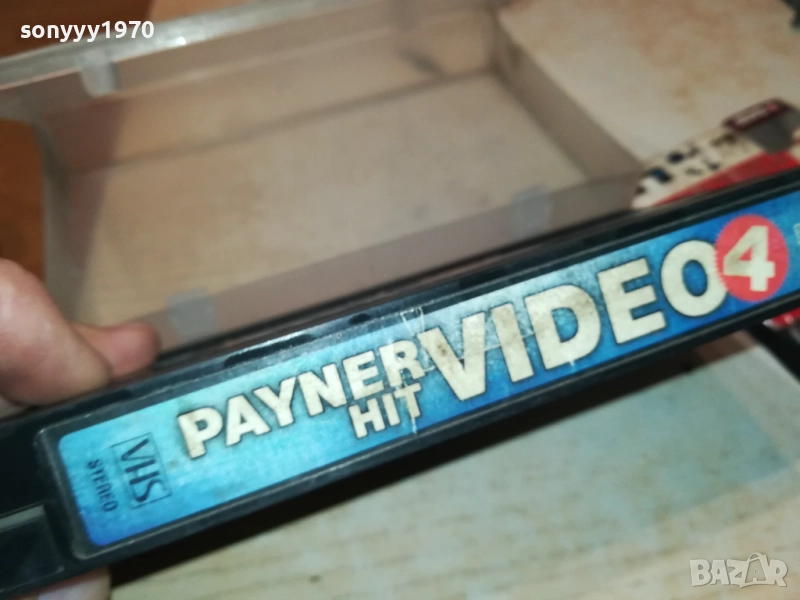 sonyyy1970
PAYNER
HIT
VIDEO 4
VHS
STEREO
BAZAR